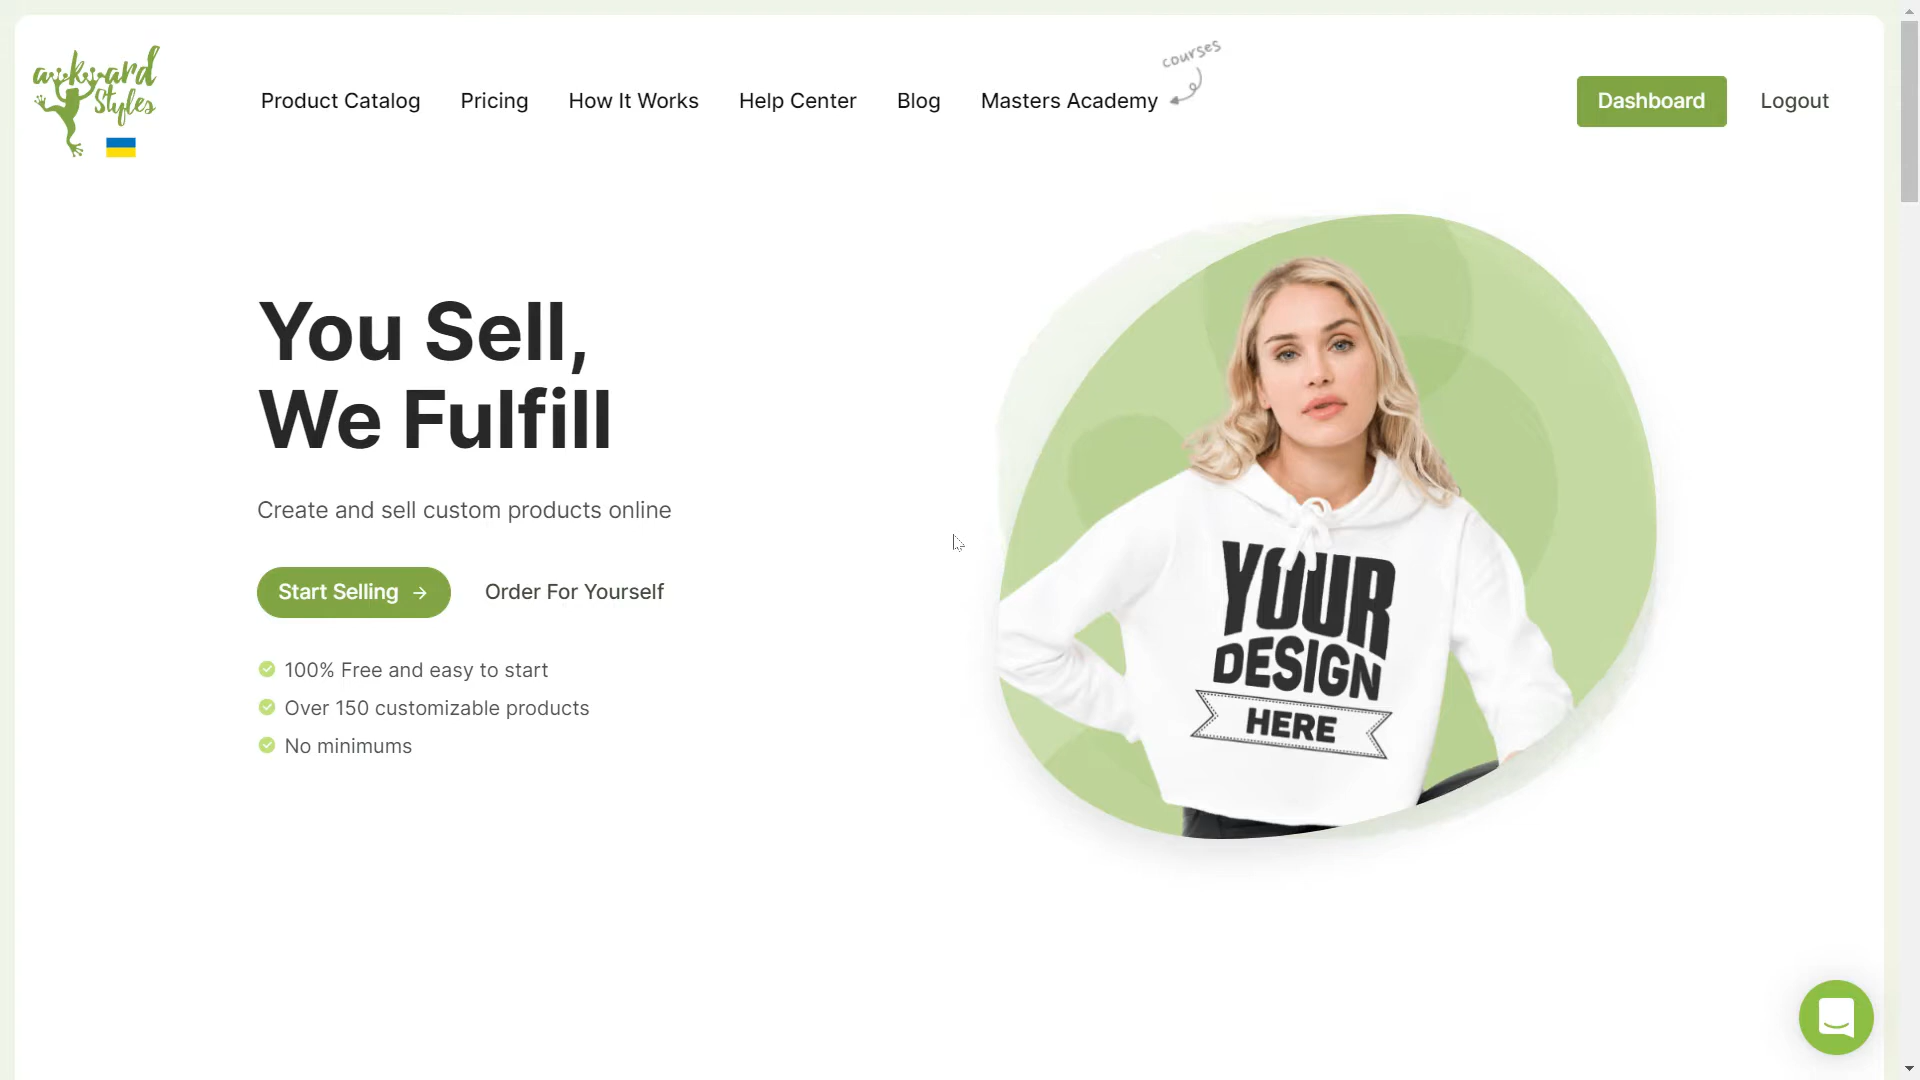 awkward
Styles
Product Catalog
Pricing
How It Works
Help Center
Blog
Masters Academy
courses
Dashboard
Logout
You Sell,
We Fulfill
Create and sell custom products online
Start Selling →
Order For Yourself
100% Free and easy to start
Over 150 customizable products
No minimums
YOUR
DESIGN
HERE